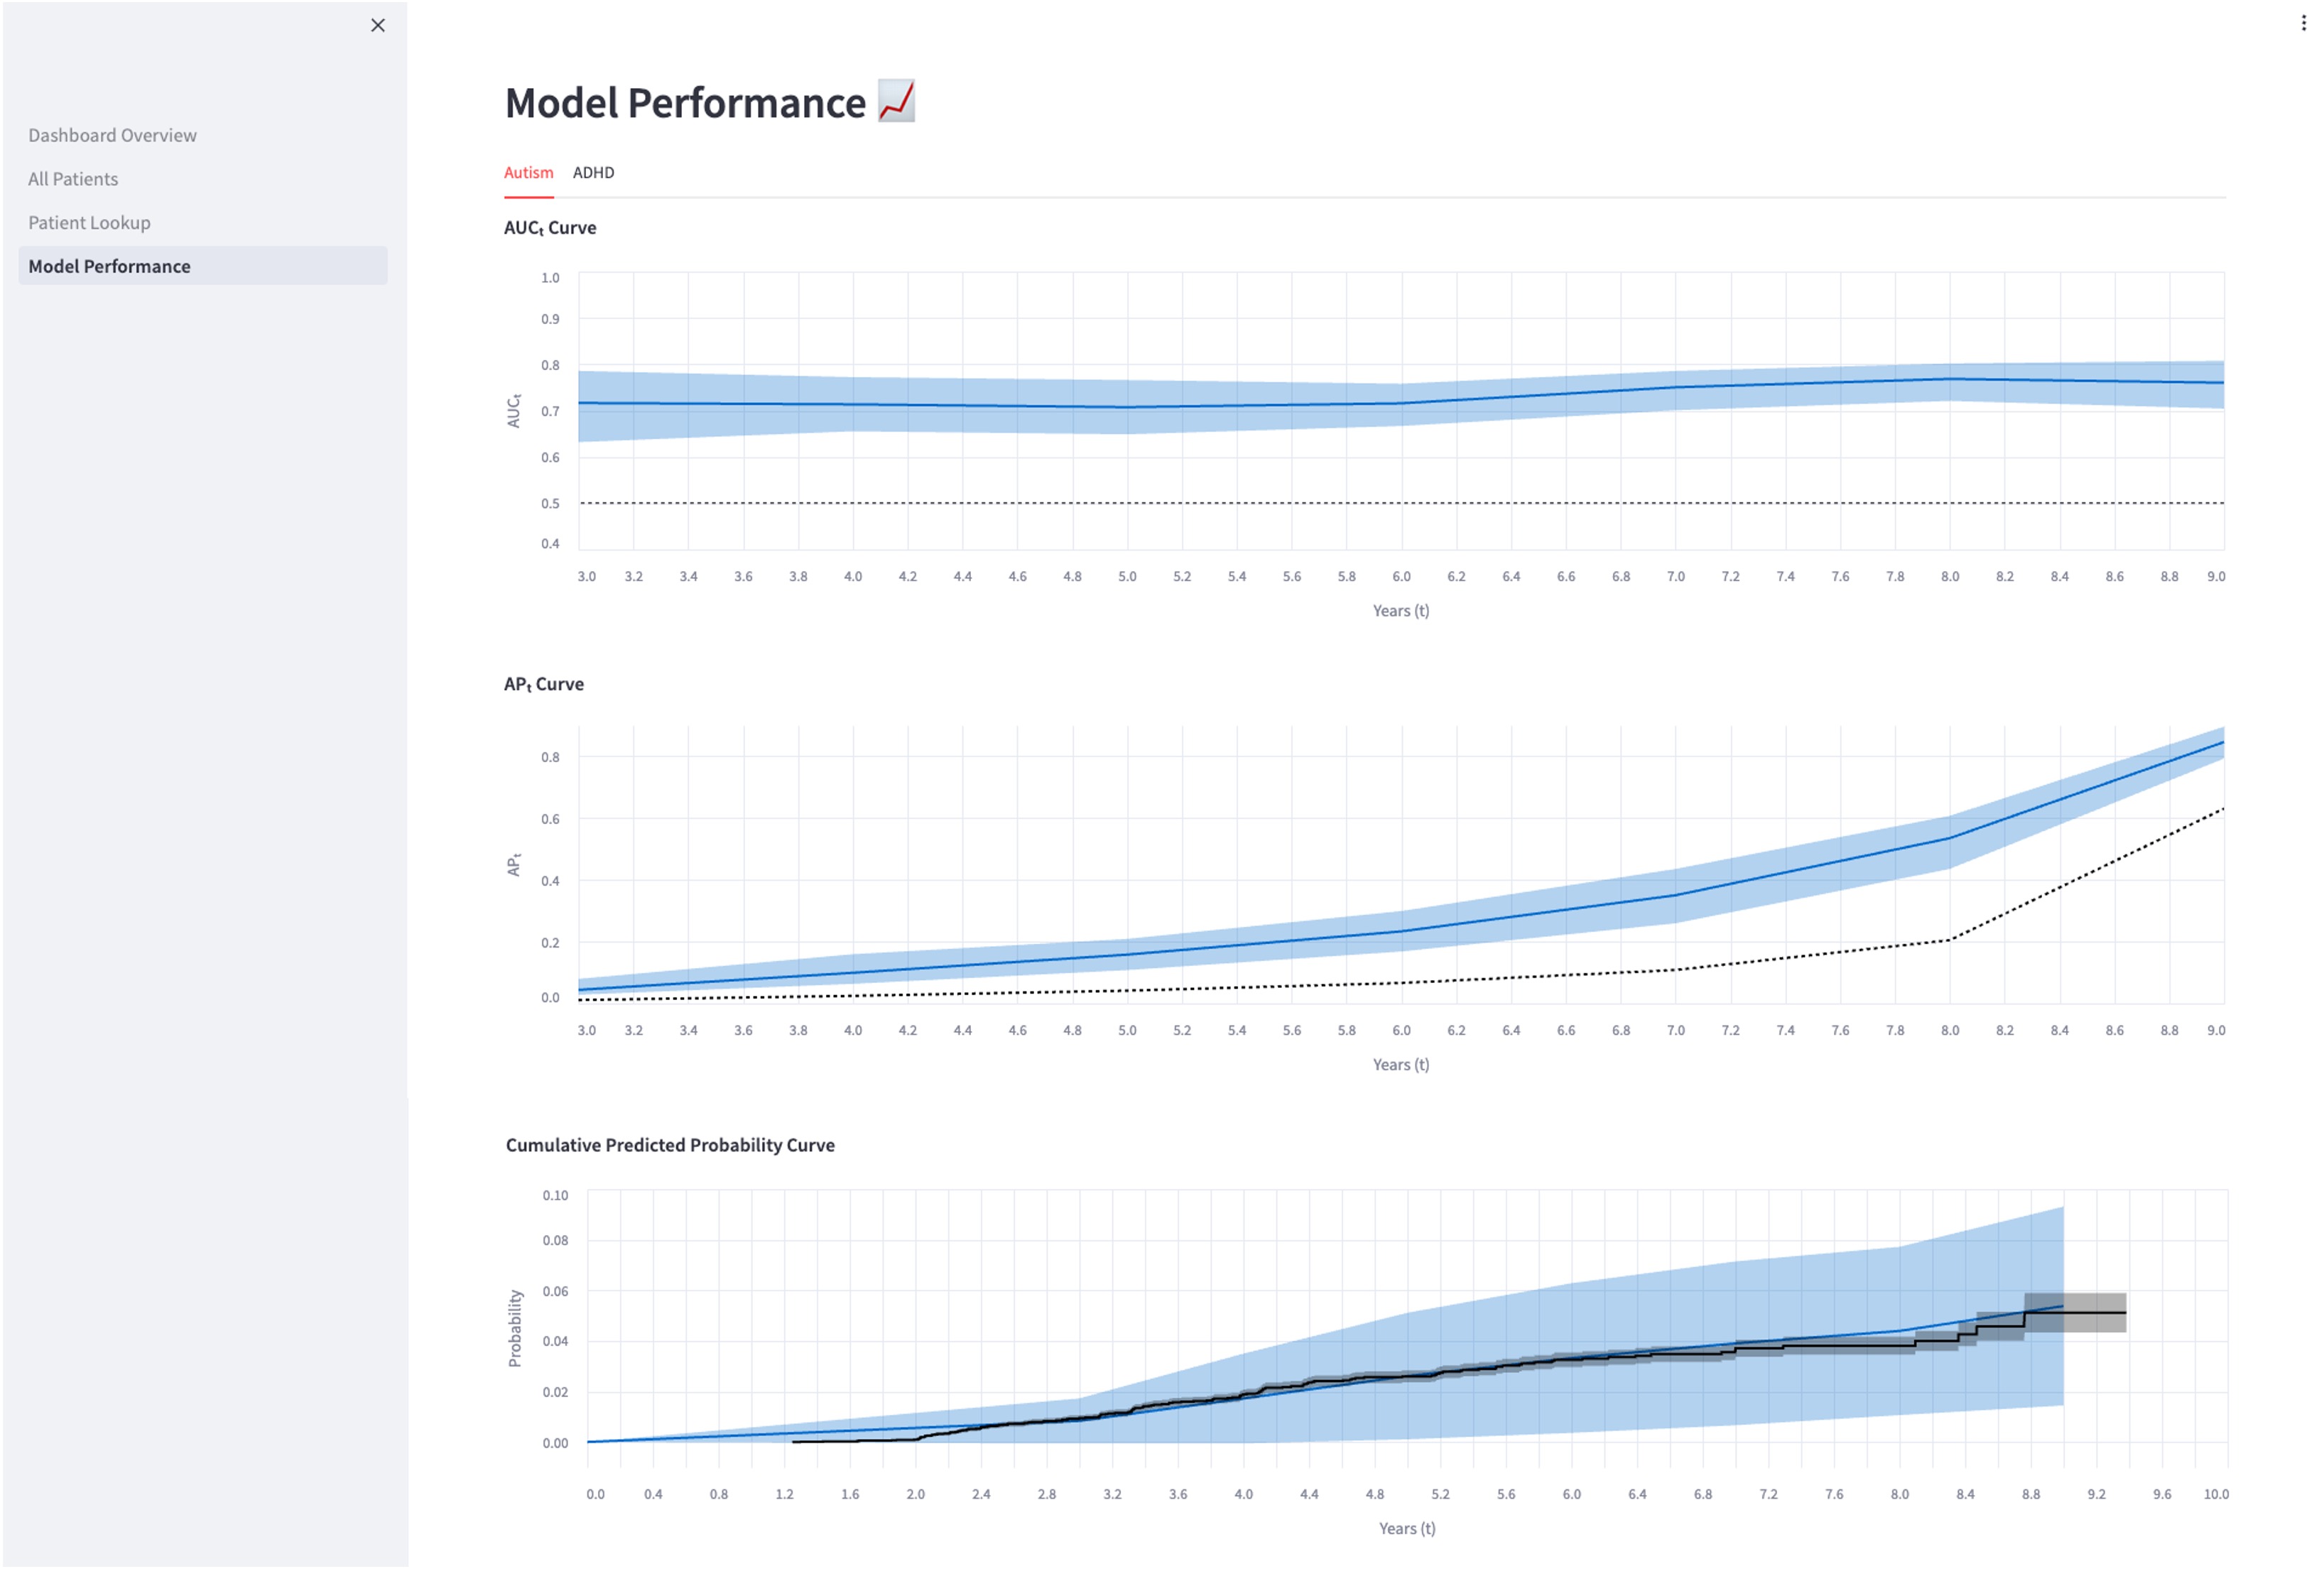 Dashboard Overview
All Patients
Patient Lookup
Model Performance
Model Performance 📈
Autism ADHD
AUCₜ Curve
1.0
0.9
0.8
0.7
0.6
0.5
0.4
AUCₜ
3.0 3.2 3.4 3.6 3.8 4.0 4.2 4.4 4.6 4.8 5.0 5.2 5.4 5.6 5.8 6.0 6.2 6.4 6.6 6.8 7.0 7.2 7.4 7.6 7.8 8.0 8.2 8.4 8.6 8.8 9.0
Years (t)
APₜ Curve
0.8
0.6
0.4
0.2
0.0
APₜ
3.0 3.2 3.4 3.6 3.8 4.0 4.2 4.4 4.6 4.8 5.0 5.2 5.4 5.6 5.8 6.0 6.2 6.4 6.6 6.8 7.0 7.2 7.4 7.6 7.8 8.0 8.2 8.4 8.6 8.8 9.0
Years (t)
Cumulative Predicted Probability Curve
0.10
0.08
0.06
0.04
0.02
0.00
Probability
0.0 0.4 0.8 1.2 1.6 2.0 2.4 2.8 3.2 3.6 4.0 4.4 4.8 5.2 5.6 6.0 6.4 6.8 7.2 7.6 8.0 8.4 8.8 9.2 9.6 10.0
Years (t)